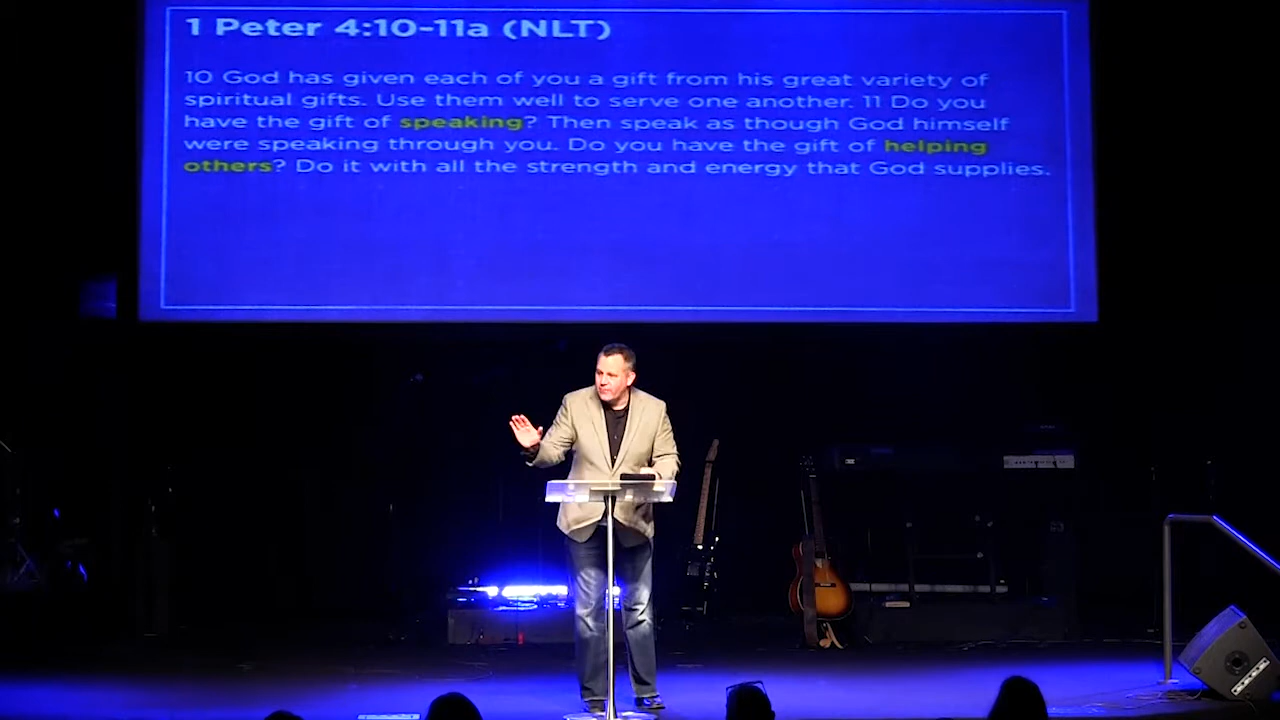 1 Peter 4:10-11a (NLT)
10 God has given each of you a gift from his great variety of
spiritual gifts. Use them well to serve one another. 11 Do you
have the gift of speaking? Then speak as though God himself
were speaking through you. Do you have the gift of helping
others? Do it with all the strength and energy that God supplies.